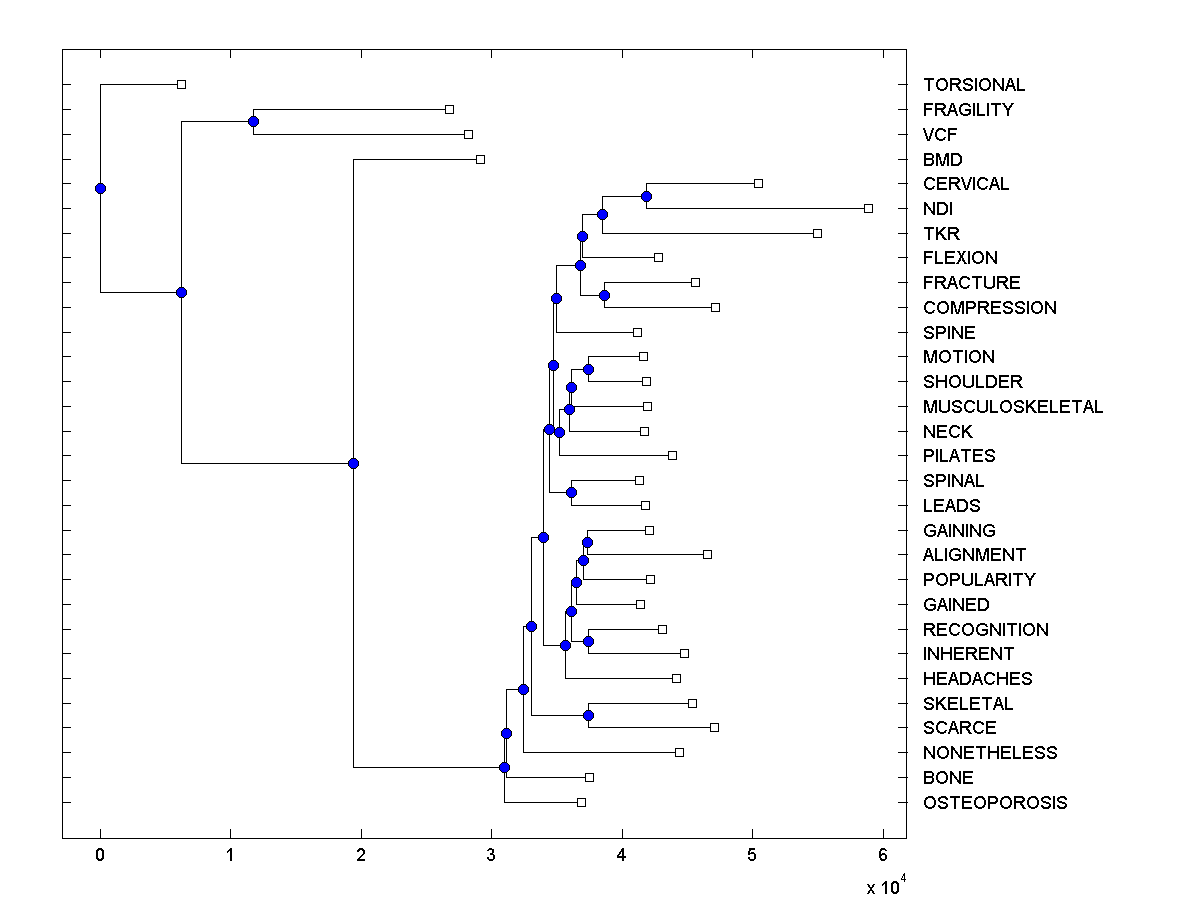 TORSIONAL
FRAGILITY
VCF
BMD
CERVICAL
NDI
TKR
FLEXION
FRACTURE
COMPRESSION
SPINE
MOTION
SHOULDER
MUSCULOSKELETAL
NECK
PILATES
SPINAL
LEADS
GAINING
ALIGNMENT
POPULARITY
GAINED
RECOGNITION
INHERENT
HEADACHES
SKELETAL
SCARCE
NONETHELESS
BONE
OSTEOPOROSIS
0 1 2 3 4 5 6
x 10^4